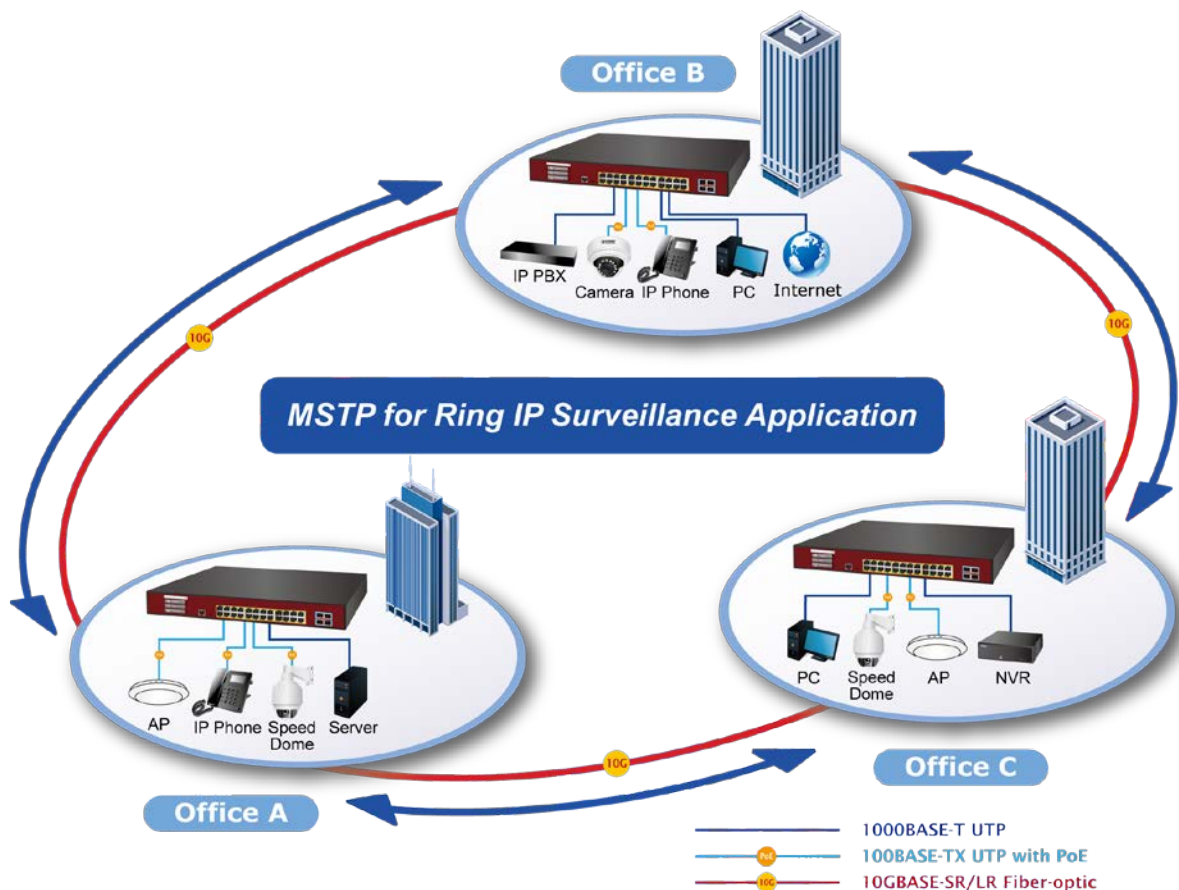 Office B
IP PBX
Camera
IP Phone
PC
Internet
10G
10G
MSTP for Ring IP Surveillance Application
AP
IP Phone
Speed
Dome
Server
PC
Speed
Dome
AP
NVR
10G
Office A
Office C
1000BASE-T UTP
PoE
100BASE-TX UTP with PoE
10G
10GBASE-SR/LR Fiber-optic